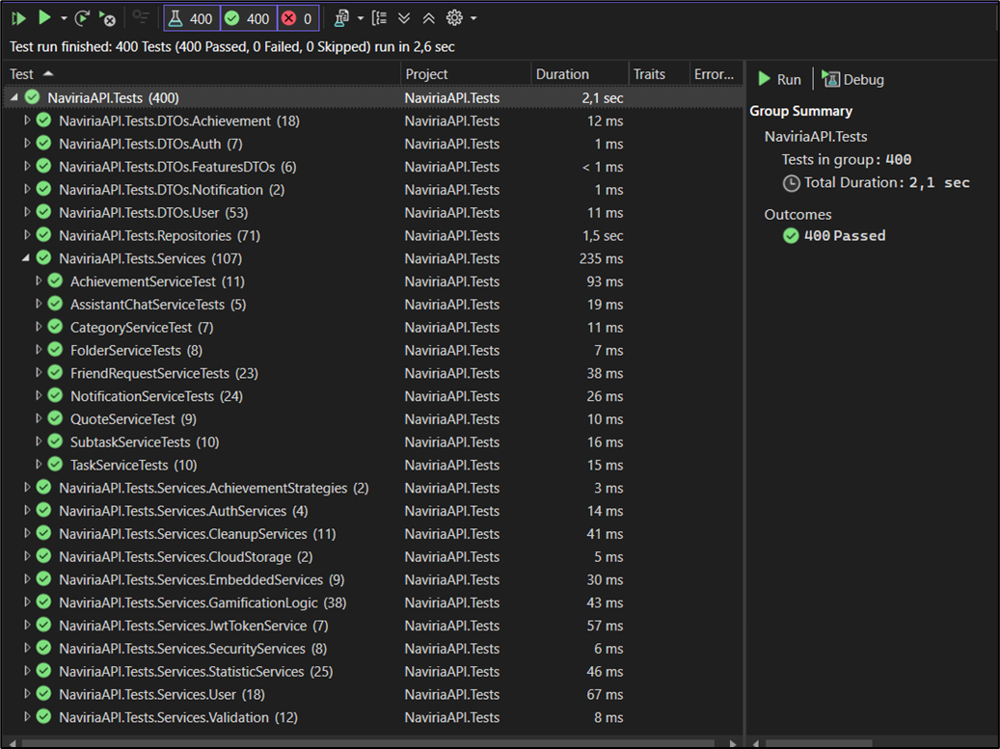 400 400 0
Test run finished: 400 Tests (400 Passed, 0 Failed, 0 Skipped) run in 2,6 sec
Test Project Duration Traits Error...
NaviriaAPI.Tests (400) NaviriaAPI.Tests 2,1 sec
NaviriaAPI.Tests.DTOs.Achievement (18) NaviriaAPI.Tests 12 ms
NaviriaAPI.Tests.DTOs.Auth (7) NaviriaAPI.Tests 1 ms
NaviriaAPI.Tests.DTOs.FeaturesDTOs (6) NaviriaAPI.Tests < 1 ms
NaviriaAPI.Tests.DTOs.Notification (2) NaviriaAPI.Tests 1 ms
NaviriaAPI.Tests.DTOs.User (53) NaviriaAPI.Tests 11 ms
NaviriaAPI.Tests.Repositories (71) NaviriaAPI.Tests 1,5 sec
NaviriaAPI.Tests.Services (107) NaviriaAPI.Tests 235 ms
AchievementServiceTest (11) NaviriaAPI.Tests 93 ms
AssistantChatServiceTests (5) NaviriaAPI.Tests 19 ms
CategoryServiceTest (7) NaviriaAPI.Tests 11 ms
FolderServiceTests (8) NaviriaAPI.Tests 7 ms
FriendRequestServiceTests (23) NaviriaAPI.Tests 38 ms
NotificationServiceTests (24) NaviriaAPI.Tests 26 ms
QuoteServiceTest (9) NaviriaAPI.Tests 10 ms
SubtaskServiceTests (10) NaviriaAPI.Tests 16 ms
TaskServiceTests (10) NaviriaAPI.Tests 15 ms
NaviriaAPI.Tests.Services.AchievementStrategies (2) NaviriaAPI.Tests 3 ms
NaviriaAPI.Tests.Services.AuthServices (4) NaviriaAPI.Tests 14 ms
NaviriaAPI.Tests.Services.CleanupServices (11) NaviriaAPI.Tests 41 ms
NaviriaAPI.Tests.Services.CloudStorage (2) NaviriaAPI.Tests 5 ms
NaviriaAPI.Tests.Services.EmbeddedServices (9) NaviriaAPI.Tests 30 ms
NaviriaAPI.Tests.Services.GamificationLogic (38) NaviriaAPI.Tests 43 ms
NaviriaAPI.Tests.Services.JwtTokenService (7) NaviriaAPI.Tests 57 ms
NaviriaAPI.Tests.Services.SecurityServices (8) NaviriaAPI.Tests 6 ms
NaviriaAPI.Tests.Services.StatisticServices (25) NaviriaAPI.Tests 46 ms
NaviriaAPI.Tests.Services.User (18) NaviriaAPI.Tests 67 ms
NaviriaAPI.Tests.Services.Validation (12) NaviriaAPI.Tests 8 ms
Run Debug
Group Summary
NaviriaAPI.Tests
Tests in group: 400
Total Duration: 2,1 sec
Outcomes
400 Passed